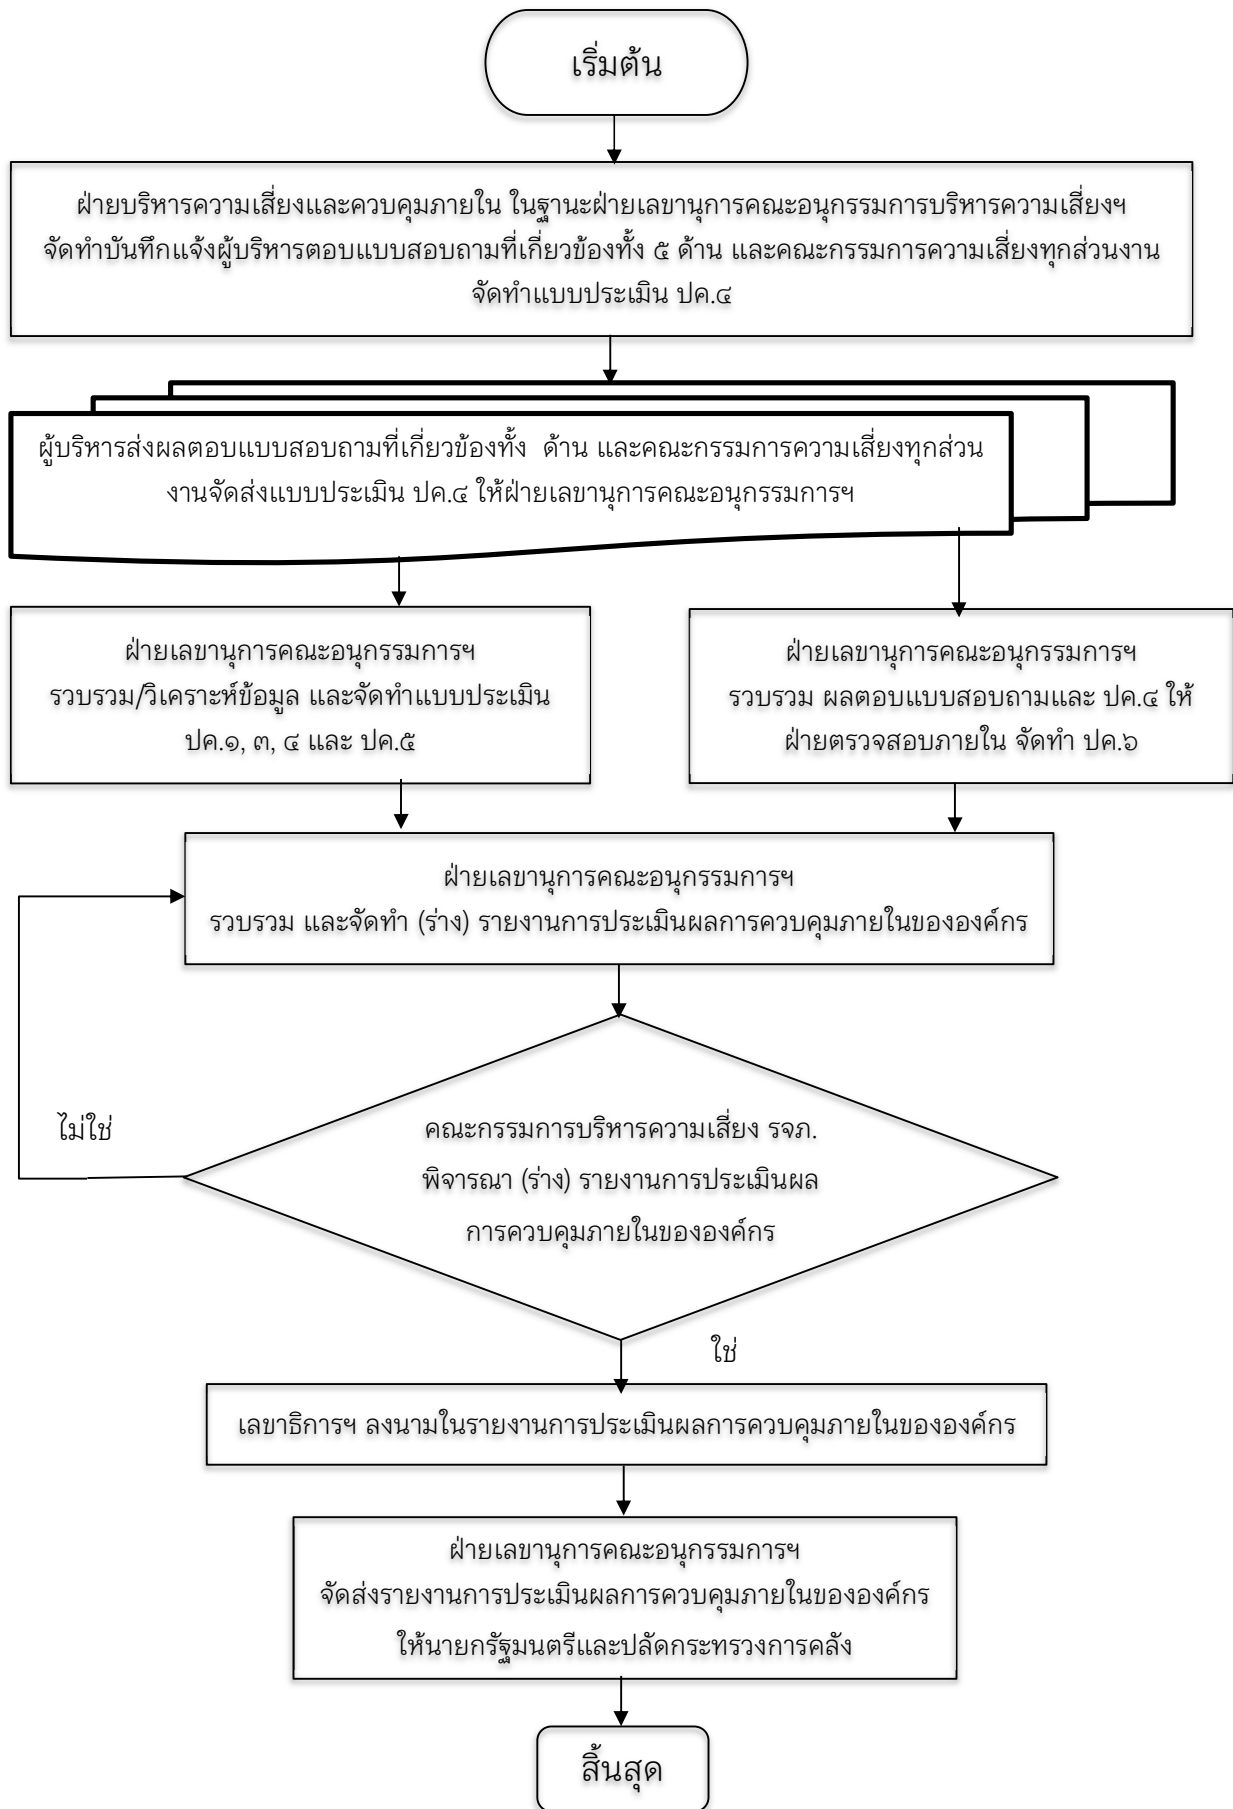 เริ่มต้น
ฝ่ายบริหารความเสี่ยงและควบคุมภายใน ในฐานะฝ่ายเลขานุการคณะอนุกรรมการบริหารความเสี่ยงฯ
จัดทำบันทึกแจ้งผู้บริหารตอบแบบสอบถามที่เกี่ยวข้องทั้ง ๕ ด้าน และคณะกรรมการความเสี่ยงทุกส่วนงาน
จัดทำแบบประเมิน ปค.๔
ผู้บริหารส่งผลตอบแบบสอบถามที่เกี่ยวข้องทั้ง ด้าน และคณะกรรมการความเสี่ยงทุกส่วน
งานจัดส่งแบบประเมิน ปค.๔ ให้ฝ่ายเลขานุการคณะอนุกรรมการฯ
ฝ่ายเลขานุการคณะอนุกรรมการฯ
รวบรวม/วิเคราะห์ข้อมูล และจัดทำแบบประเมิน
ปค.๑, ๓, ๔ และ ปค.๕
ฝ่ายเลขานุการคณะอนุกรรมการฯ
รวบรวม ผลตอบแบบสอบถามและ ปค.๔ ให้
ฝ่ายตรวจสอบภายใน จัดทำ ปค.๖
ฝ่ายเลขานุการคณะอนุกรรมการฯ
รวบรวม และจัดทำ (ร่าง) รายงานการประเมินผลการควบคุมภายในขององค์กร
ไม่ใช่
คณะกรรมการบริหารความเสี่ยง รจภ.
พิจารณา (ร่าง) รายงานการประเมินผล
การควบคุมภายในขององค์กร
ใช่
เลขาธิการฯ ลงนามในรายงานการประเมินผลการควบคุมภายในขององค์กร
ฝ่ายเลขานุการคณะอนุกรรมการฯ
จัดส่งรายงานการประเมินผลการควบคุมภายในขององค์กร
ให้นายกรัฐมนตรีและปลัดกระทรวงการคลัง
สิ้นสุด